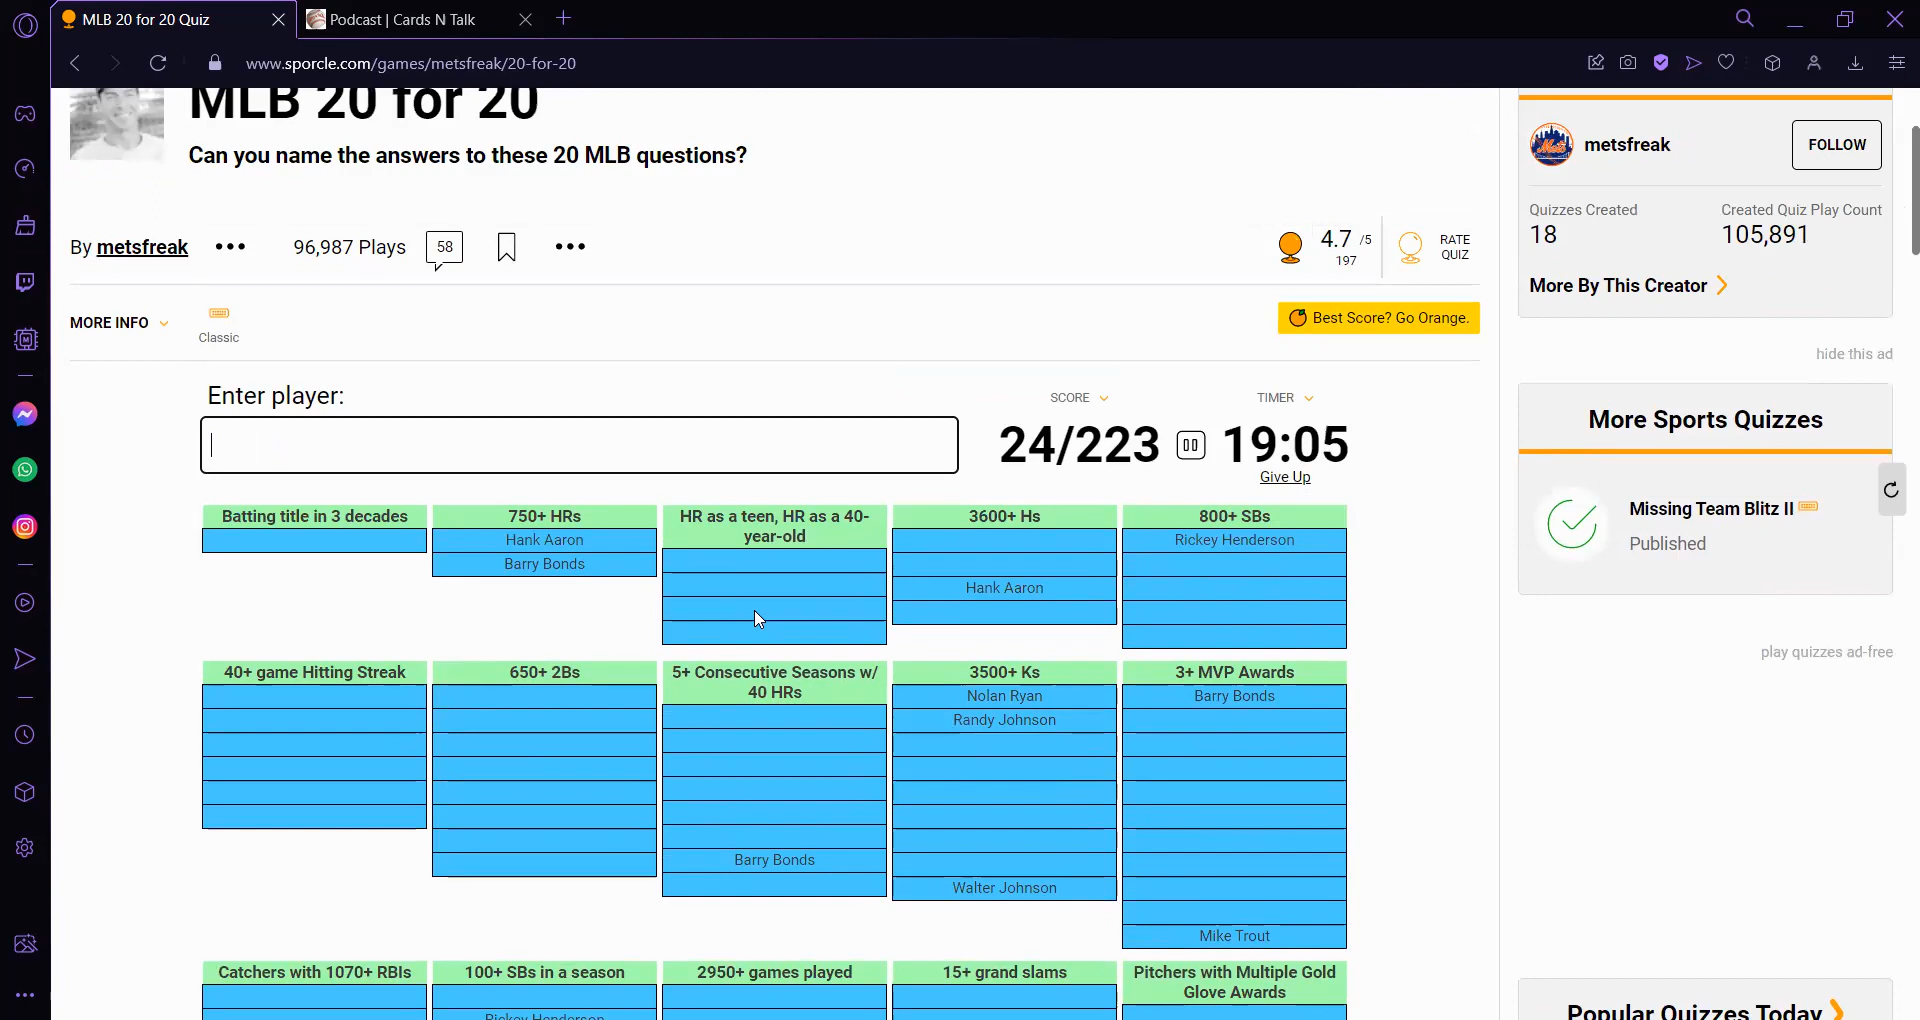 MLB 20 for 20 Quiz
Podcast | Cards N Talk
www.sporcle.com/games/metsfreak/20-for-20
MLB 20 for 20
Can you name the answers to these 20 MLB questions?
By metsfreak
96,987 Plays
58
4.7 /5
197
RATE
QUIZ
MORE INFO
Classic
Best Score? Go Orange.
metsfreak
FOLLOW
Quizzes Created
18
Created Quiz Play Count
105,891
More By This Creator
hide this ad
More Sports Quizzes
Missing Team Blitz II
Published
play quizzes ad-free
Popular Quizzes Today
Enter player:
SCORE
24/223
TIMER
19:05
Give Up
Batting title in 3 decades
750+ HRs
Hank Aaron
Barry Bonds
HR as a teen, HR as a 40-
year-old
3600+ Hs
Hank Aaron
800+ SBs
Rickey Henderson
40+ game Hitting Streak
650+ 2Bs
5+ Consecutive Seasons w/
40 HRs
Barry Bonds
3500+ Ks
Nolan Ryan
Randy Johnson
Walter Johnson
3+ MVP Awards
Barry Bonds
Mike Trout
Catchers with 1070+ RBIs
100+ SBs in a season
Rickey Henderson
2950+ games played
15+ grand slams
Pitchers with Multiple Gold
Glove Awards